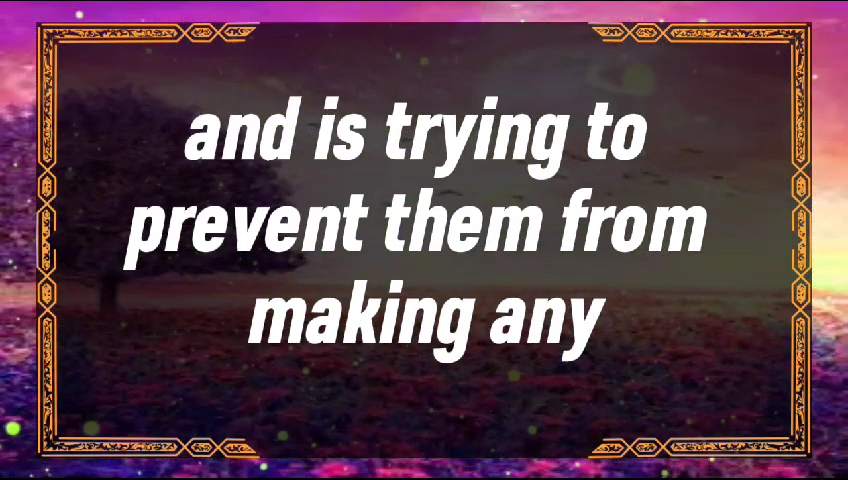 and is trying to
prevent them from
making any